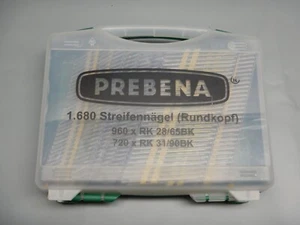 PREBENA
1.680 Streifennägel (Rundkopf)
960 x RK 28/65BK
720 x RK 31/90BK